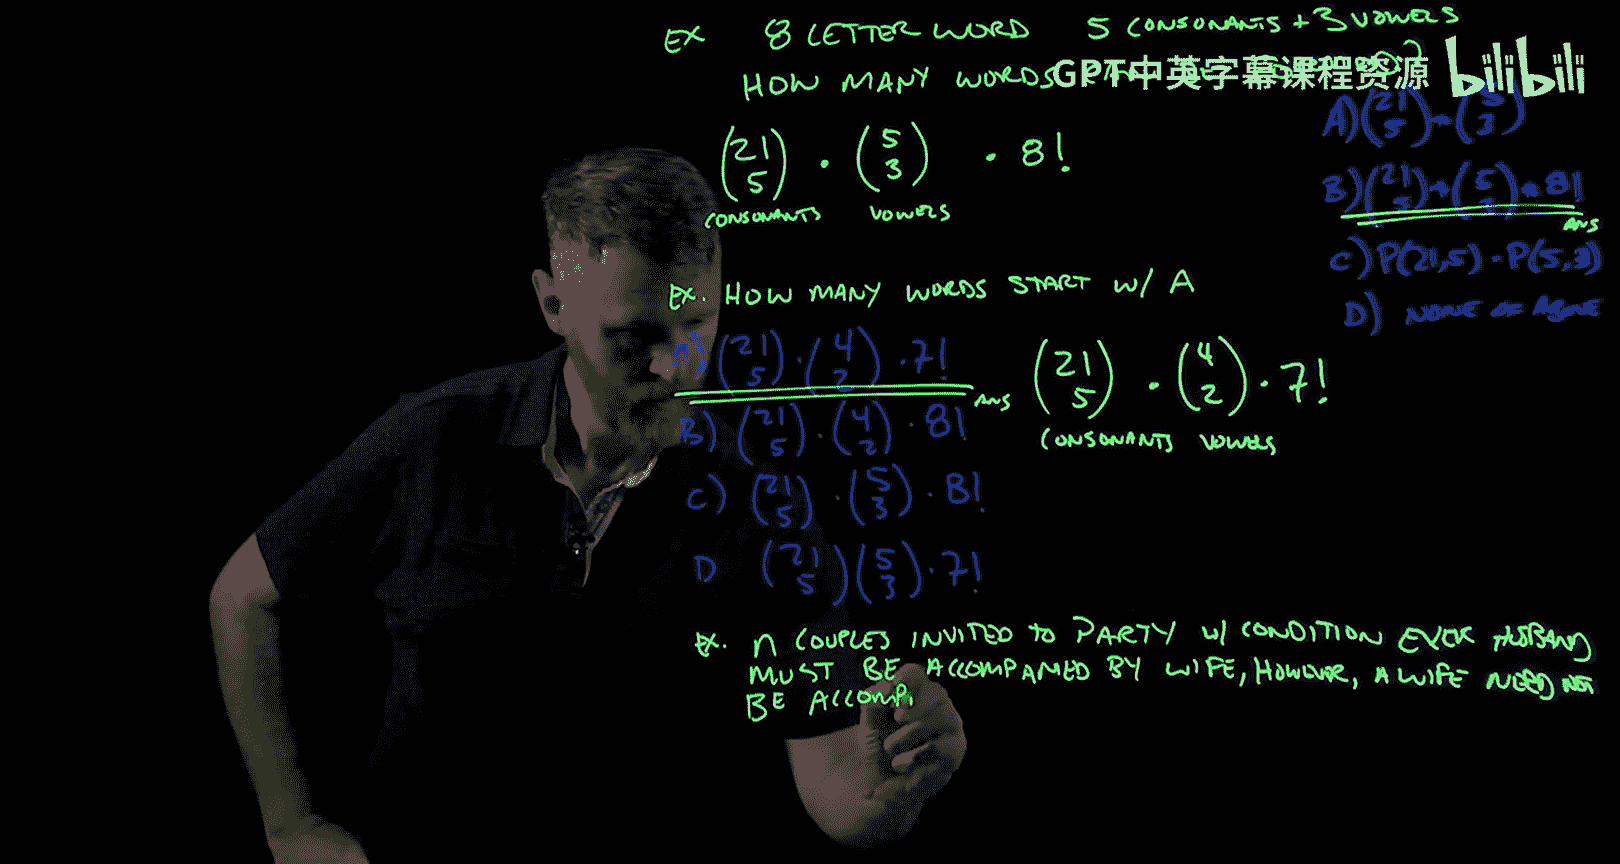 EX 8 LETTER WORD 5 CONSONANTS + 3 VOWELS
HOW MANY WORDS
GPT中英字幕课程资源 bilibili
A) (21 5) · (5 3)
(21 5) · (5 3) · 8!
CONSONANTS VOWELS
B) (21 5) · (5 3) · 8!
ANS
C) P(21,5) · P(5,3)
D) NONE OF ABOVE
EX. HOW MANY WORDS START W/ A
(21 5) · (4 2) · 7!
ANS
(21 5) · (4 2) · 7!
CONSONANTS VOWELS
B) (21 5) · (4 2) · 8!
C) (21 5) · (5 3) · 8!
D (21 5)(5 3) · 7!
EX. n COUPLES INVITED TO PARTY W/ CONDITION HUSBAND
MUST BE ACCOMPANIED BY WIFE, HOWEVER, A WIFE NEED NOT
BE ACCOMPA